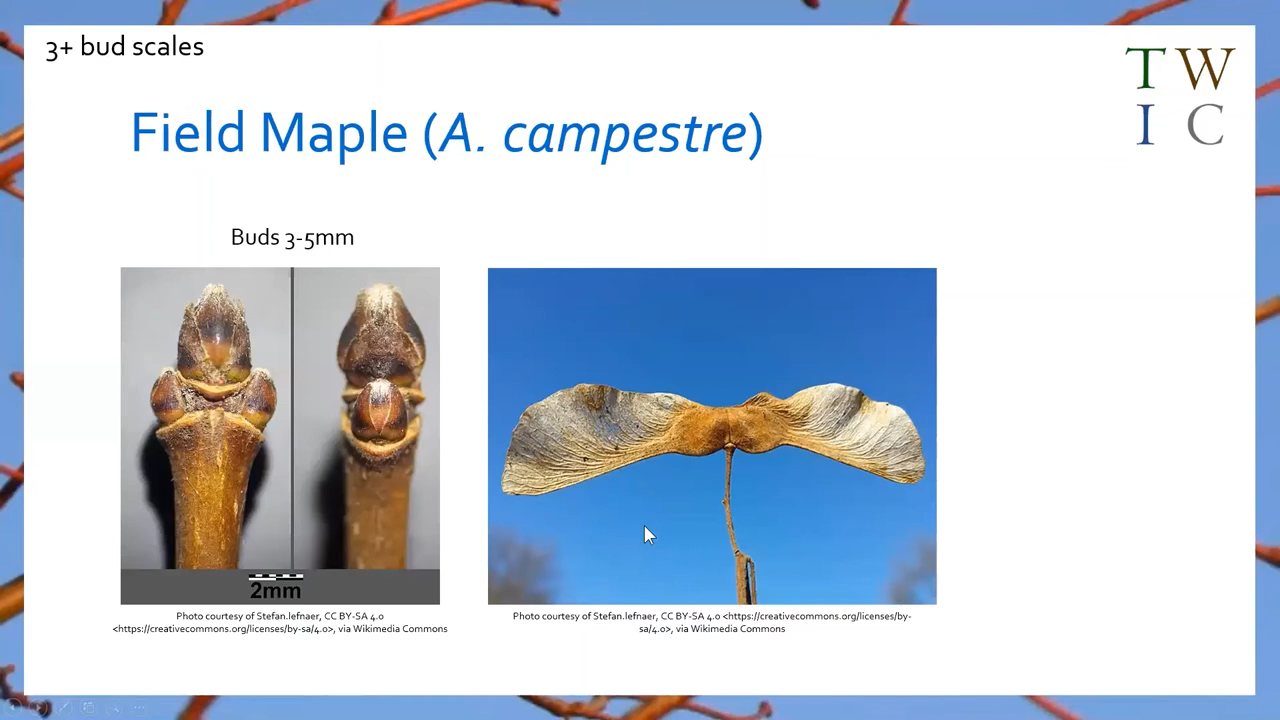 3+ bud scales
T W
I C
Field Maple (A. campestre)
Buds 3-5mm
2mm
Photo courtesy of Stefan.lefnaer, CC BY-SA 4.0
<https://creativecommons.org/licenses/by-sa/4.0>, via Wikimedia Commons
Photo courtesy of Stefan.lefnaer, CC BY-SA 4.0 <https://creativecommons.org/licenses/by-
sa/4.0>, via Wikimedia Commons